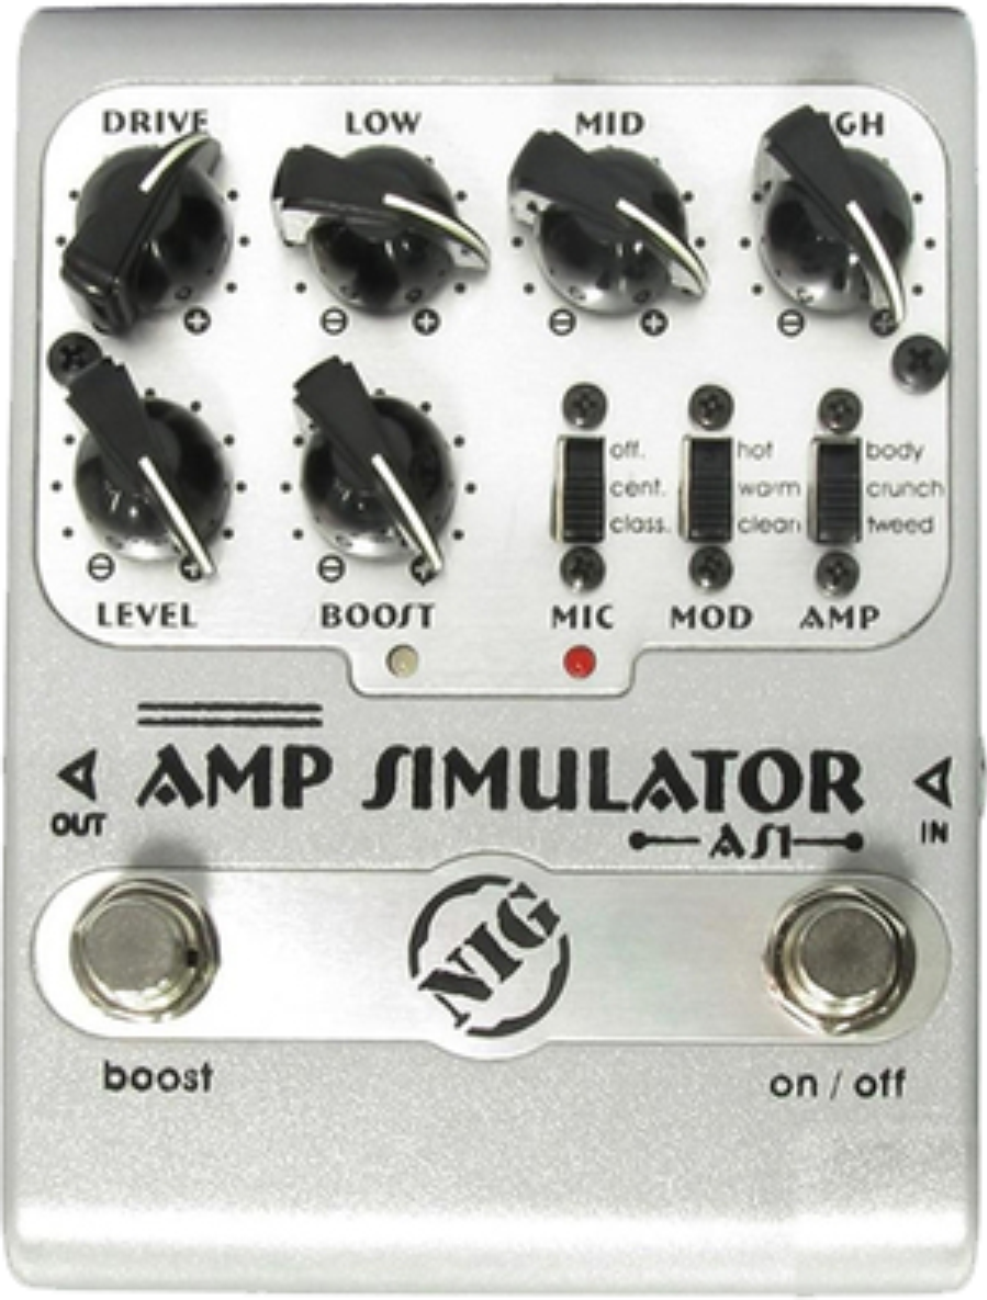 DRIVE LOW MID HIGH
⊖ + ⊖ + ⊖ +
off. hot body
cent. warm crunch
class. clean tweed
⊖ + ⊖ +
LEVEL BOOST MIC MOD AMP
AMP SIMULATOR
OUT IN
AS1
NIG
boost on / off